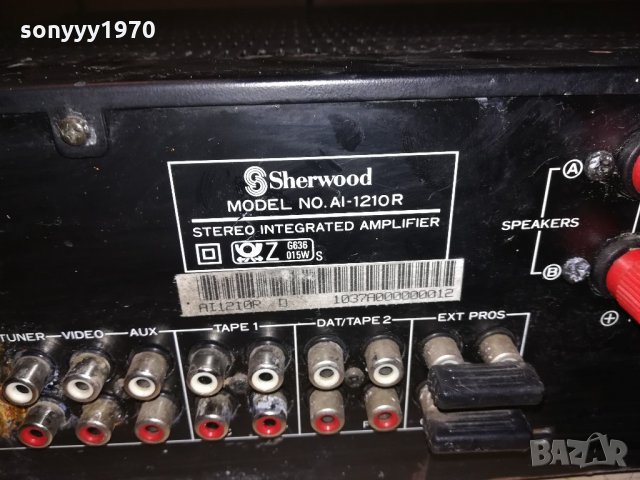 sonyyy1970
Sherwood
MODEL NO. AI-1210R
STEREO INTEGRATED AMPLIFIER
Z G636 015W S
AI1210R D 1037A000000012
SPEAKERS
A
B
TUNER VIDEO AUX TAPE 1 DAT/TAPE 2 EXT PROS
BAZAR